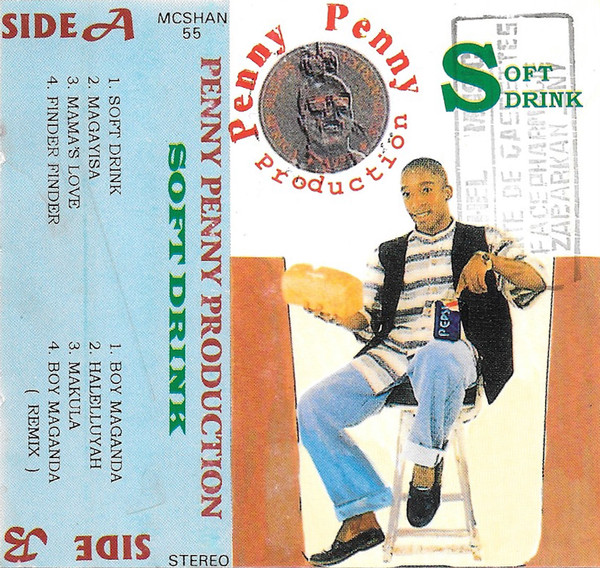 SIDE A
MCSHAN
55
1. SOFT DRINK
2. MAGAYISA
3. MAMA'S LOVE
4. FINDER FINDER
1. BOY MAGANDA
2. HALELLUYAH
3. MAKULA
4. BOY MAGANDA
( REMIX )
SIDE B
STEREO
PENNY PENNY PRODUCTION
SOFT DRINK
Penny Penny
Production
SOFT
DRINK
PEPSI
DE CASSETTES